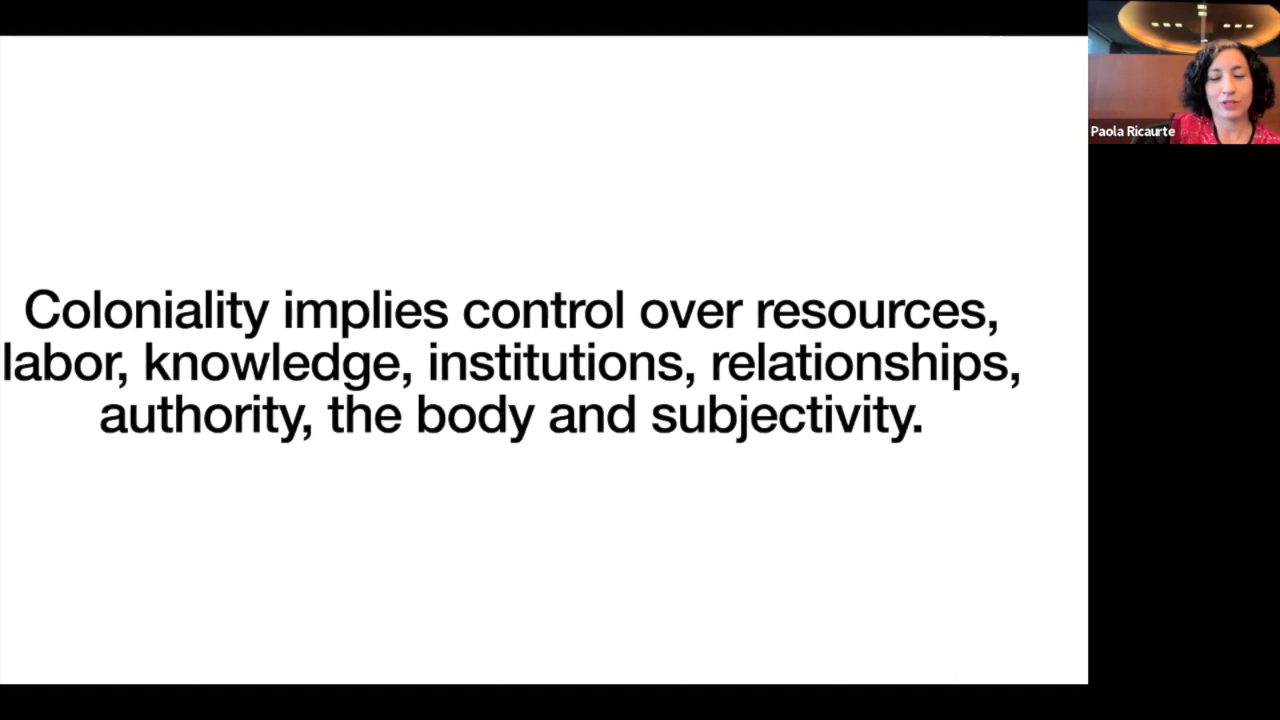 Paola Ricaurte
Coloniality implies control over resources,
labor, knowledge, institutions, relationships,
authority, the body and subjectivity.